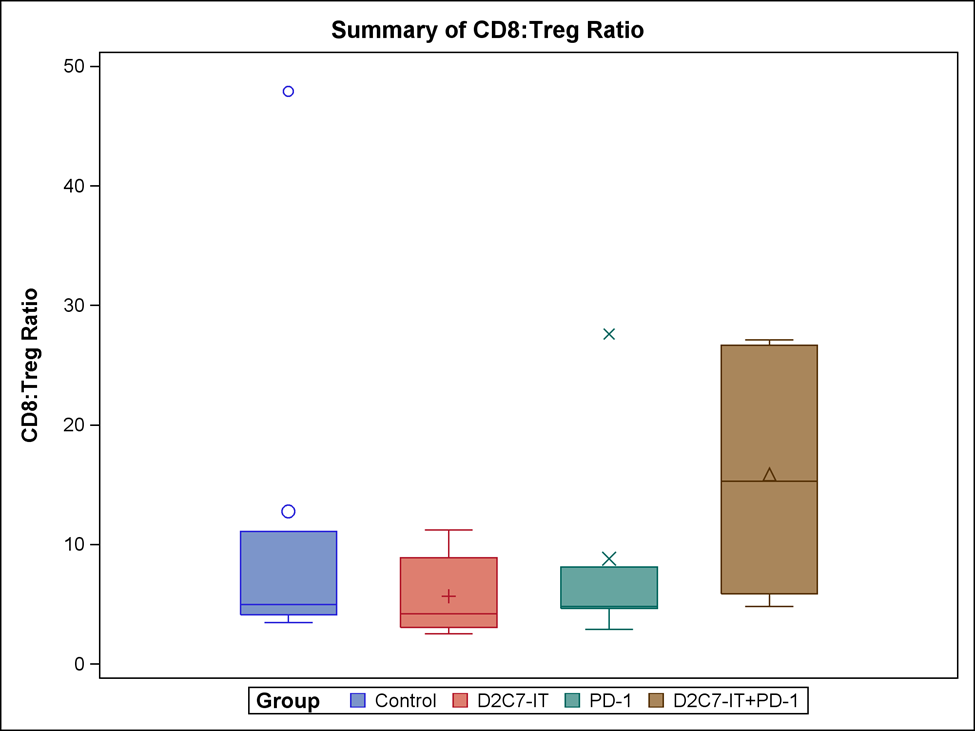 Summary of CD8:Treg Ratio
50
40
30
20
10
0
CD8:Treg Ratio
Group Control D2C7-IT PD-1 D2C7-IT+PD-1